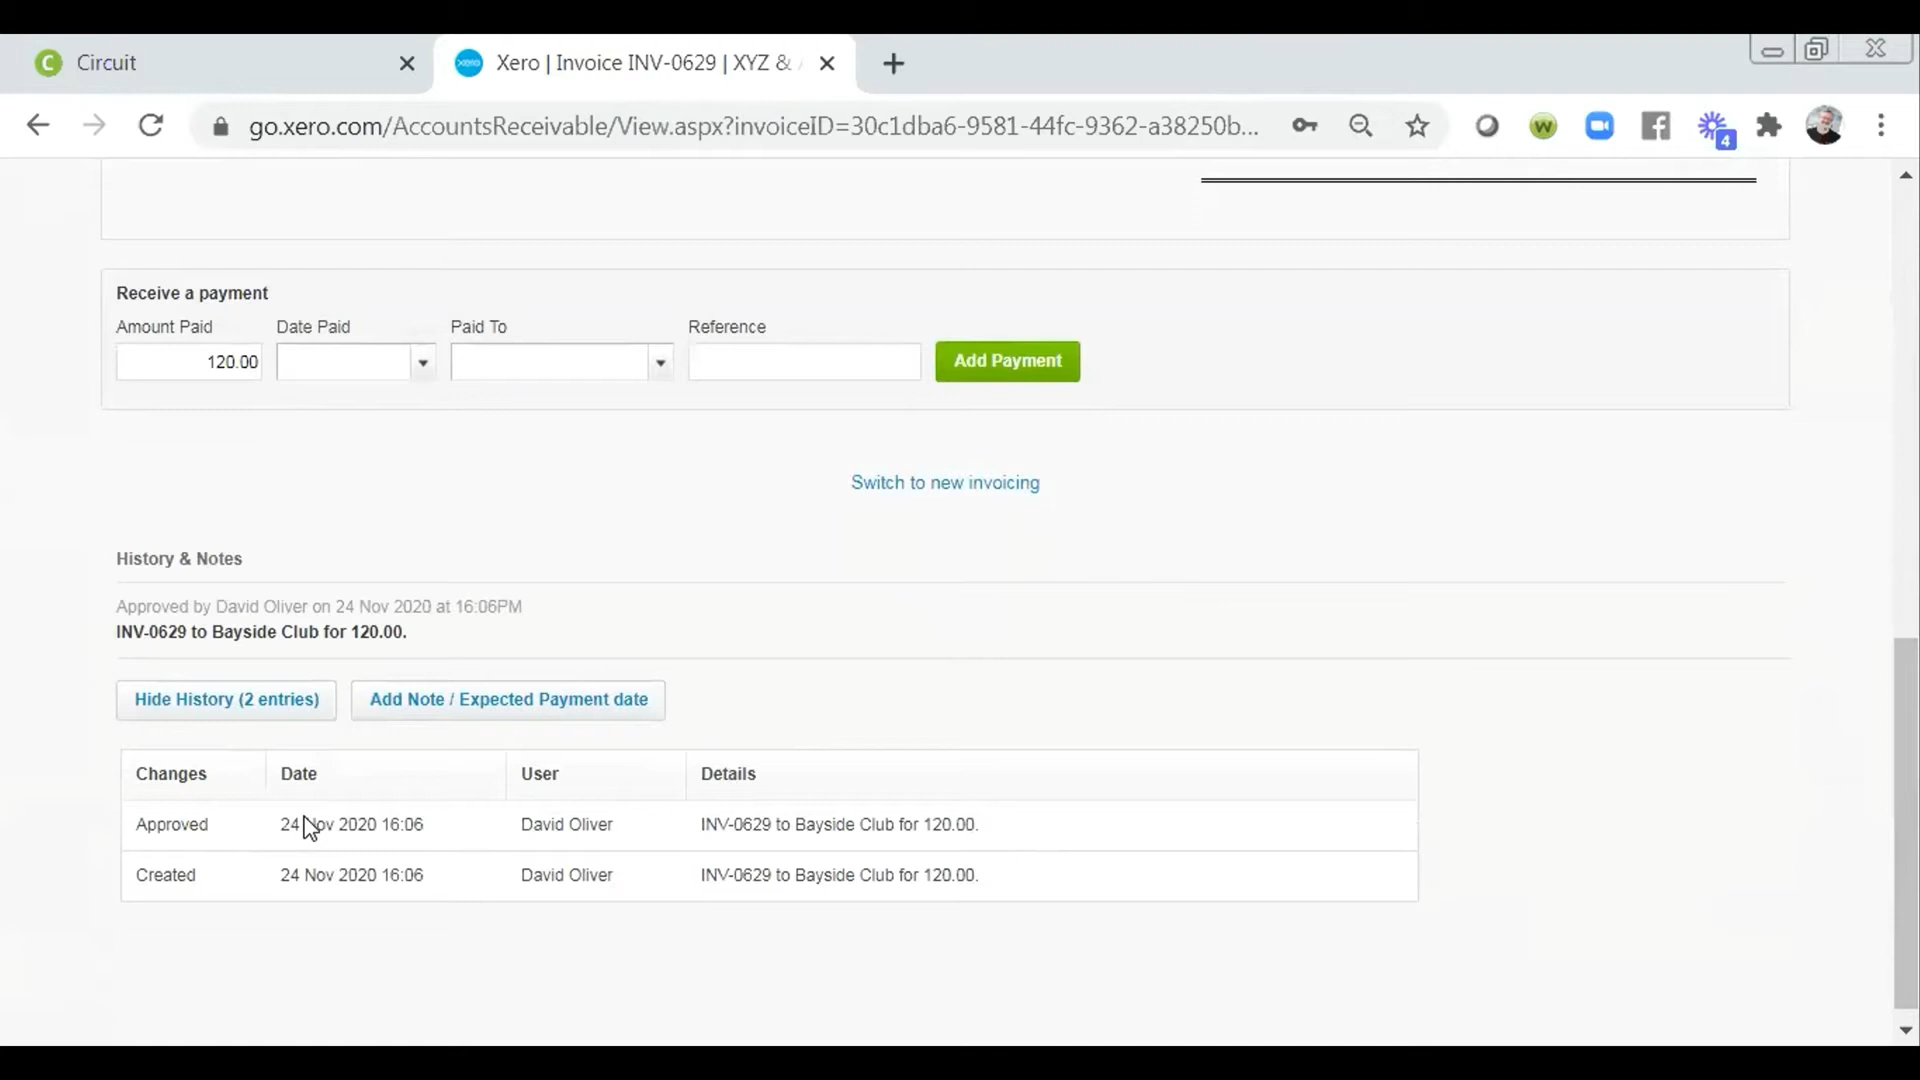 Circuit
Xero | Invoice INV-0629 | XYZ &
go.xero.com/AccountsReceivable/View.aspx?invoiceID=30c1dba6-9581-44fc-9362-a38250b...
4
Receive a payment
Amount Paid Date Paid Paid To Reference
120.00 Add Payment
Switch to new invoicing
History & Notes
Approved by David Oliver on 24 Nov 2020 at 16:06PM
INV-0629 to Bayside Club for 120.00.
Hide History (2 entries) Add Note / Expected Payment date
Changes Date User Details
Approved 24 Nov 2020 16:06 David Oliver INV-0629 to Bayside Club for 120.00.
Created 24 Nov 2020 16:06 David Oliver INV-0629 to Bayside Club for 120.00.